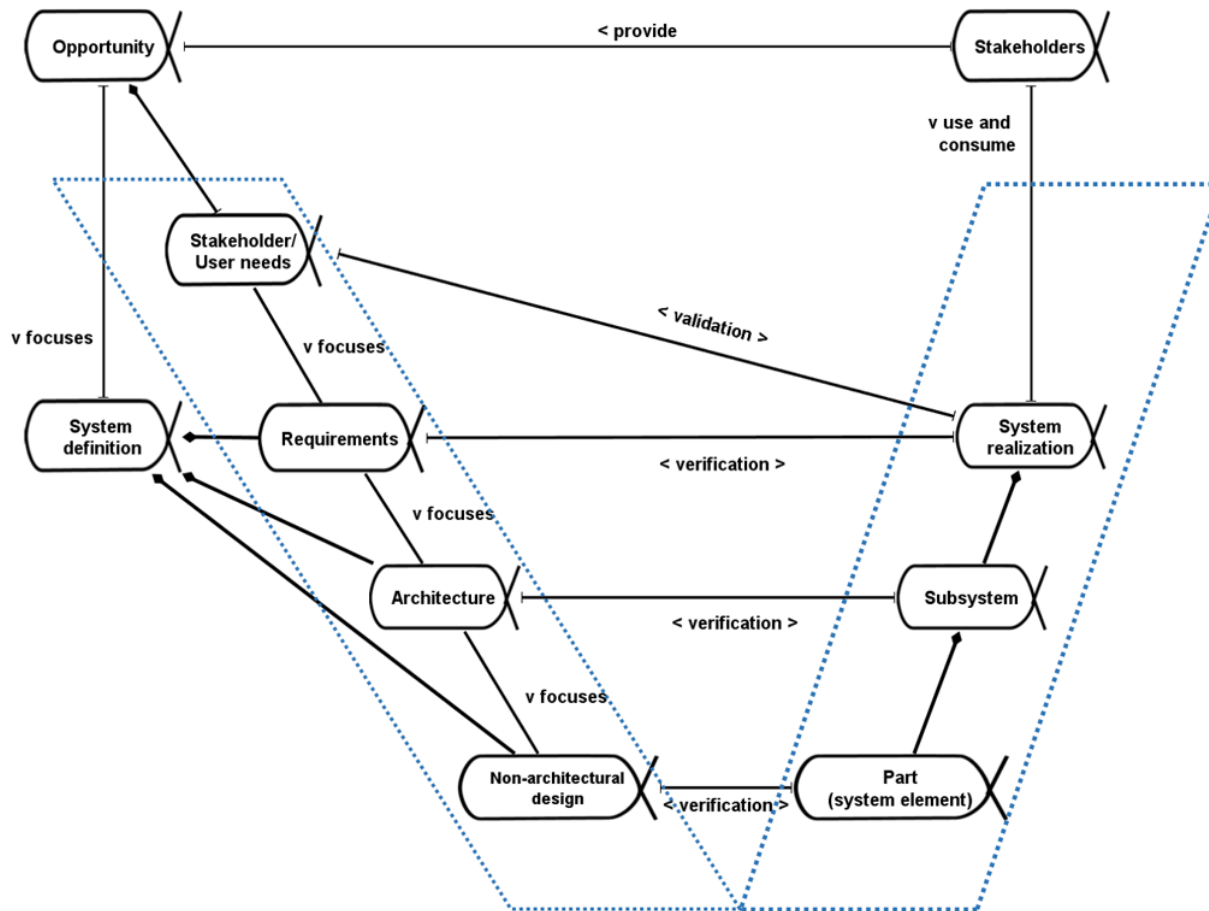 Opportunity
< provide
Stakeholders
v use and
consume
Stakeholder/
User needs
< validation >
v focuses
v focuses
System
definition
Requirements
System
realization
< verification >
v focuses
Architecture
Subsystem
< verification >
v focuses
Non-architectural
design
Part
(system element)
< verification >